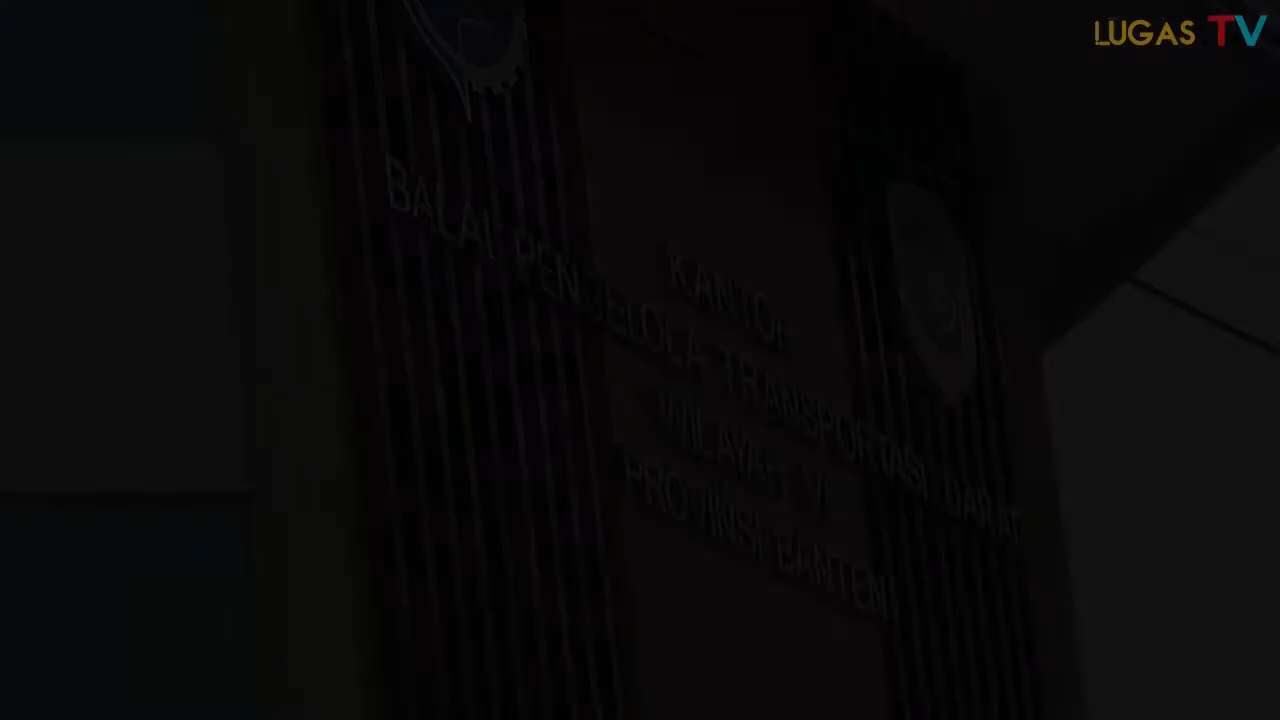 LUGAS TV
KANTOR
BALAI PENGELOLA TRANSPORTASI DARAT
WILAYAH VI
PROVINSI BANTEN